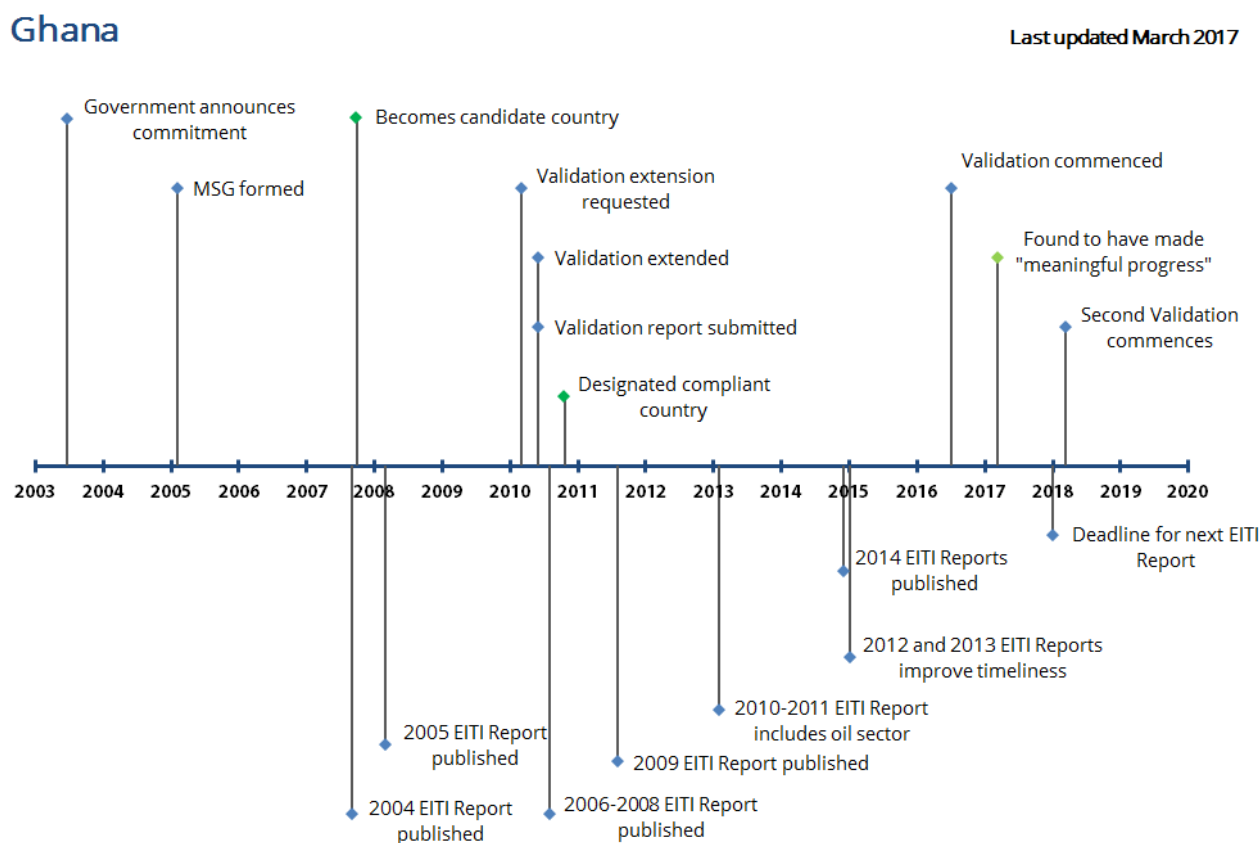 Ghana
Last updated March 2017
Government announces
commitment
Becomes candidate country
MSG formed
Validation extension
requested
Validation commenced
Validation extended
Found to have made
"meaningful progress"
Validation report submitted
Second Validation
commences
Designated compliant
country
2003 2004 2005 2006 2007 2008 2009 2010 2011 2012 2013 2014 2015 2016 2017 2018 2019 2020
Deadline for next EITI
Report
2014 EITI Reports
published
2012 and 2013 EITI Reports
improve timeliness
2010-2011 EITI Report
includes oil sector
2005 EITI Report
published
2009 EITI Report published
2004 EITI Report
published
2006-2008 EITI Report
published